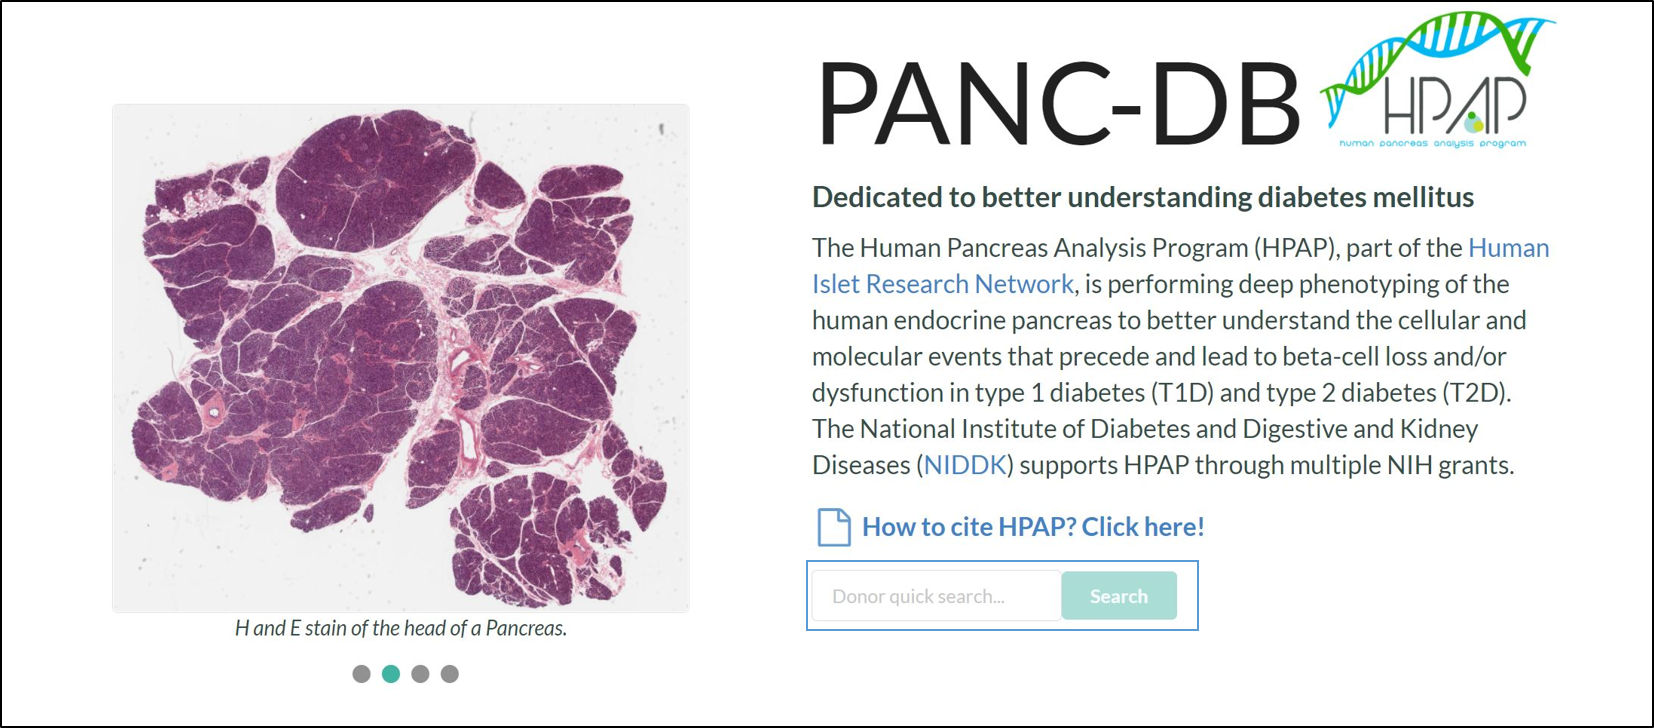 PANC-DB
HPAP
human pancreas analysis program
Dedicated to better understanding diabetes mellitus
The Human Pancreas Analysis Program (HPAP), part of the Human
Islet Research Network, is performing deep phenotyping of the
human endocrine pancreas to better understand the cellular and
molecular events that precede and lead to beta-cell loss and/or
dysfunction in type 1 diabetes (T1D) and type 2 diabetes (T2D).
The National Institute of Diabetes and Digestive and Kidney
Diseases (NIDDK) supports HPAP through multiple NIH grants.
How to cite HPAP? Click here!
Donor quick search... Search
H and E stain of the head of a Pancreas.